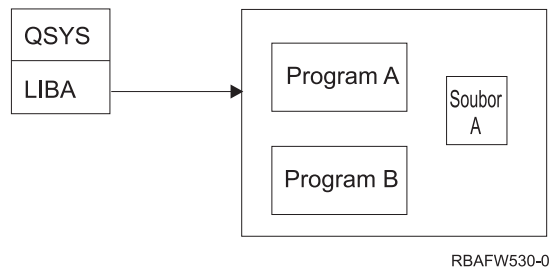 QSYS
LIBA
Program A
Program B
Soubor
A
RBAFW530-0